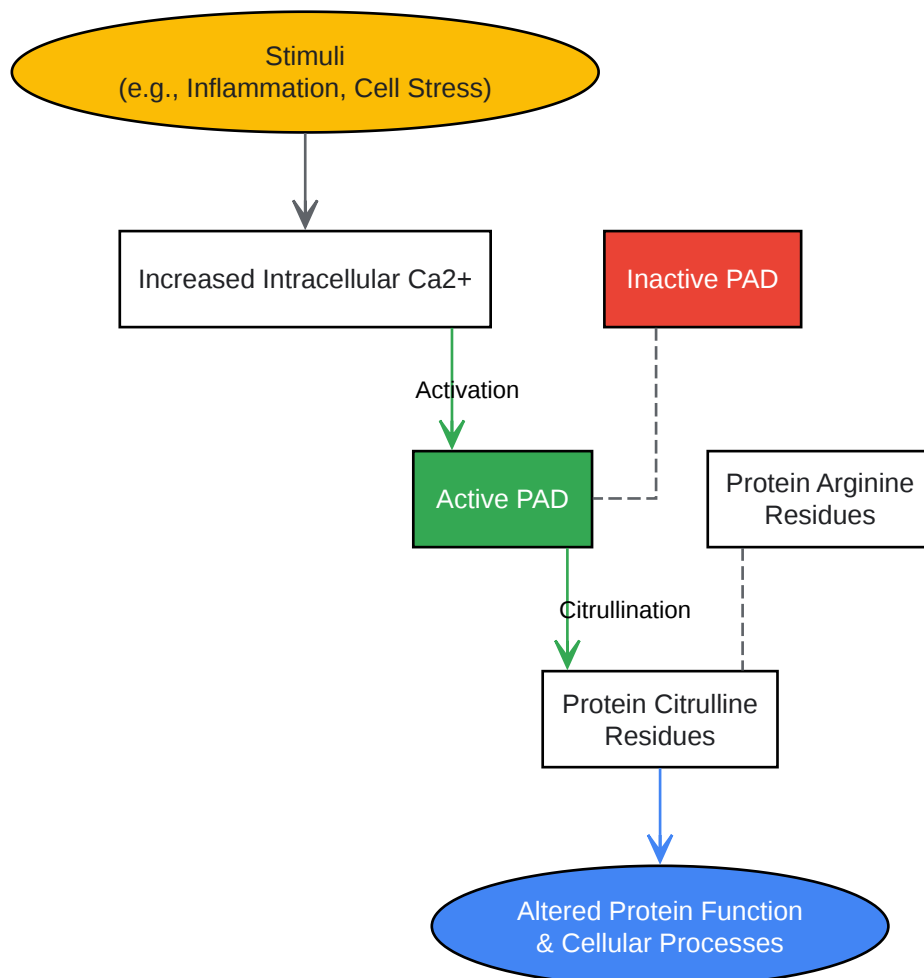 Stimuli
(e.g., Inflammation, Cell Stress)
Increased Intracellular Ca2+
Inactive PAD
Activation
Active PAD
Protein Arginine
Residues
Citrullination
Protein Citrulline
Residues
Altered Protein Function
& Cellular Processes